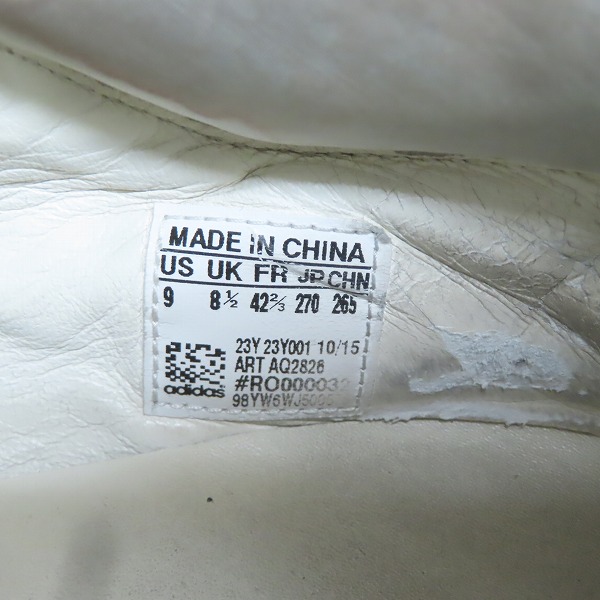 MADE IN CHINA
US UK FR JP CHN
9 8½ 42⅔ 270 265
23Y 23Y001 10/15
ART AQ2826
adidas